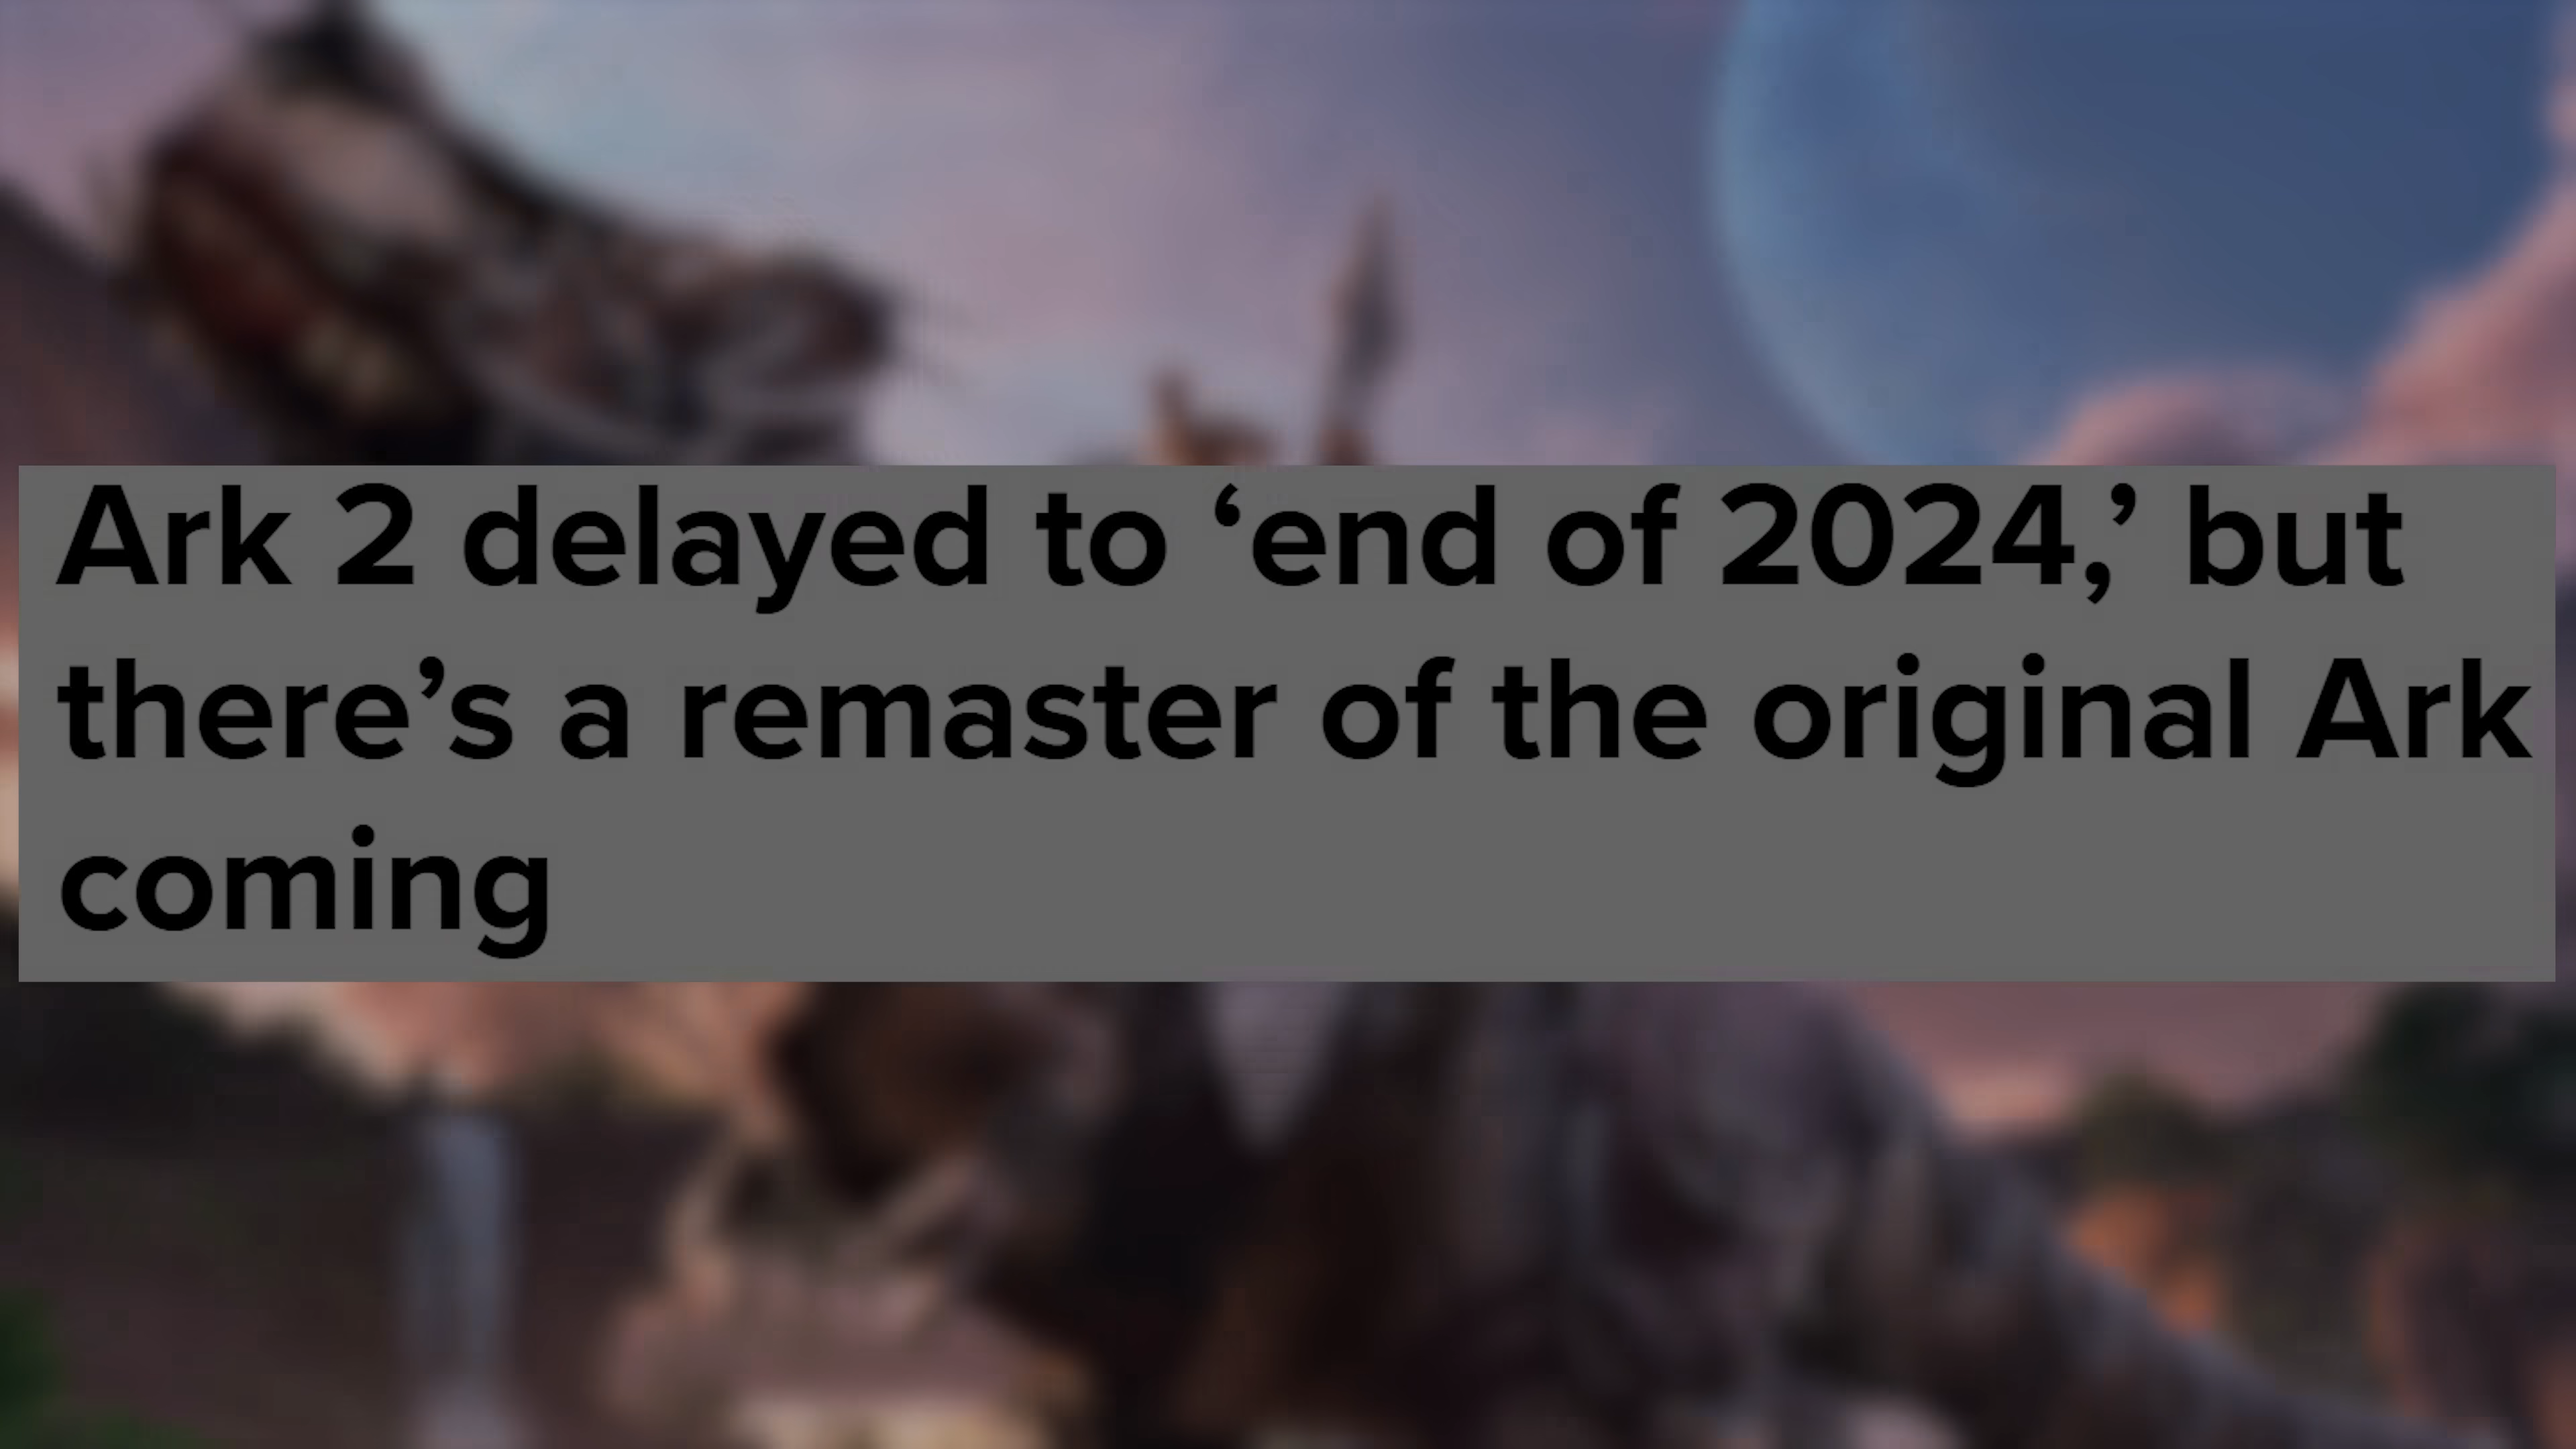 Ark 2 delayed to ‘end of 2024,’ but
there’s a remaster of the original Ark
coming